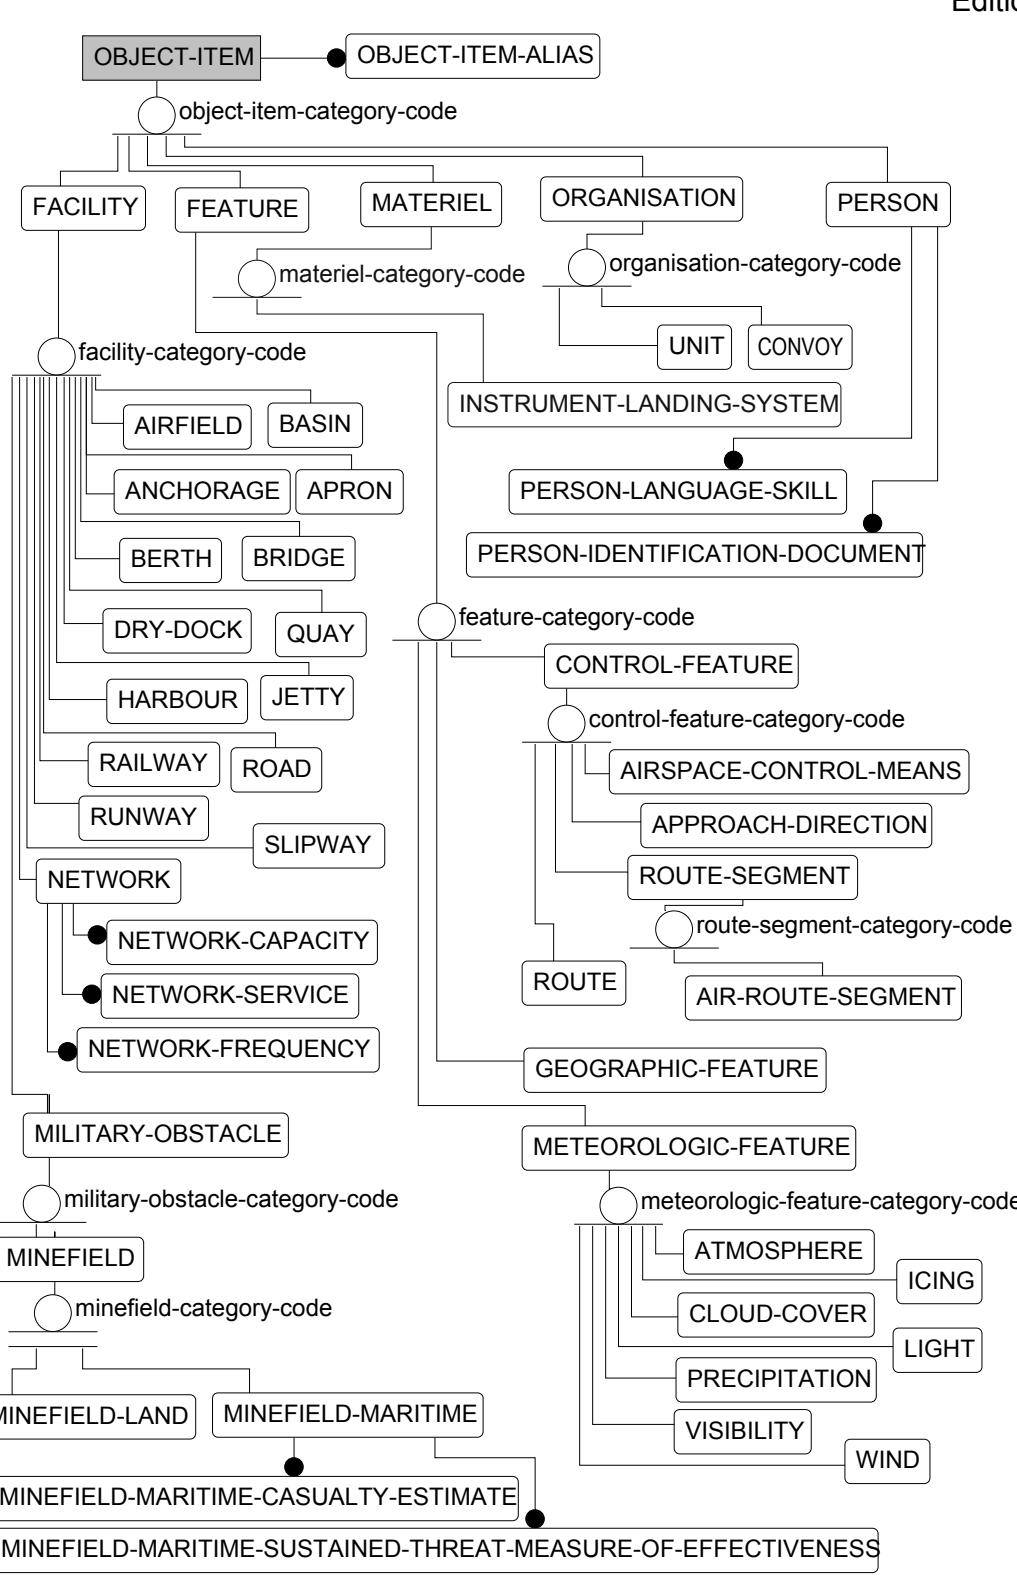 OBJECT-ITEM
OBJECT-ITEM-ALIAS
object-item-category-code
FACILITY
FEATURE
MATERIEL
ORGANISATION
PERSON
materiel-category-code
organisation-category-code
UNIT
CONVOY
facility-category-code
INSTRUMENT-LANDING-SYSTEM
AIRFIELD
BASIN
ANCHORAGE
APRON
PERSON-LANGUAGE-SKILL
BERTH
BRIDGE
PERSON-IDENTIFICATION-DOCUMENT
feature-category-code
DRY-DOCK
QUAY
CONTROL-FEATURE
HARBOUR
JETTY
control-feature-category-code
RAILWAY
ROAD
AIRSPACE-CONTROL-MEANS
RUNWAY
APPROACH-DIRECTION
SLIPWAY
NETWORK
ROUTE-SEGMENT
route-segment-category-code
NETWORK-CAPACITY
NETWORK-SERVICE
ROUTE
AIR-ROUTE-SEGMENT
NETWORK-FREQUENCY
GEOGRAPHIC-FEATURE
MILITARY-OBSTACLE
METEOROLOGIC-FEATURE
military-obstacle-category-code
meteorologic-feature-category-code
MINEFIELD
ATMOSPHERE
ICING
minefield-category-code
CLOUD-COVER
LIGHT
PRECIPITATION
MINEFIELD-LAND
MINEFIELD-MARITIME
VISIBILITY
WIND
MINEFIELD-MARITIME-CASUALTY-ESTIMATE
MINEFIELD-MARITIME-SUSTAINED-THREAT-MEASURE-OF-EFFECTIVENESS